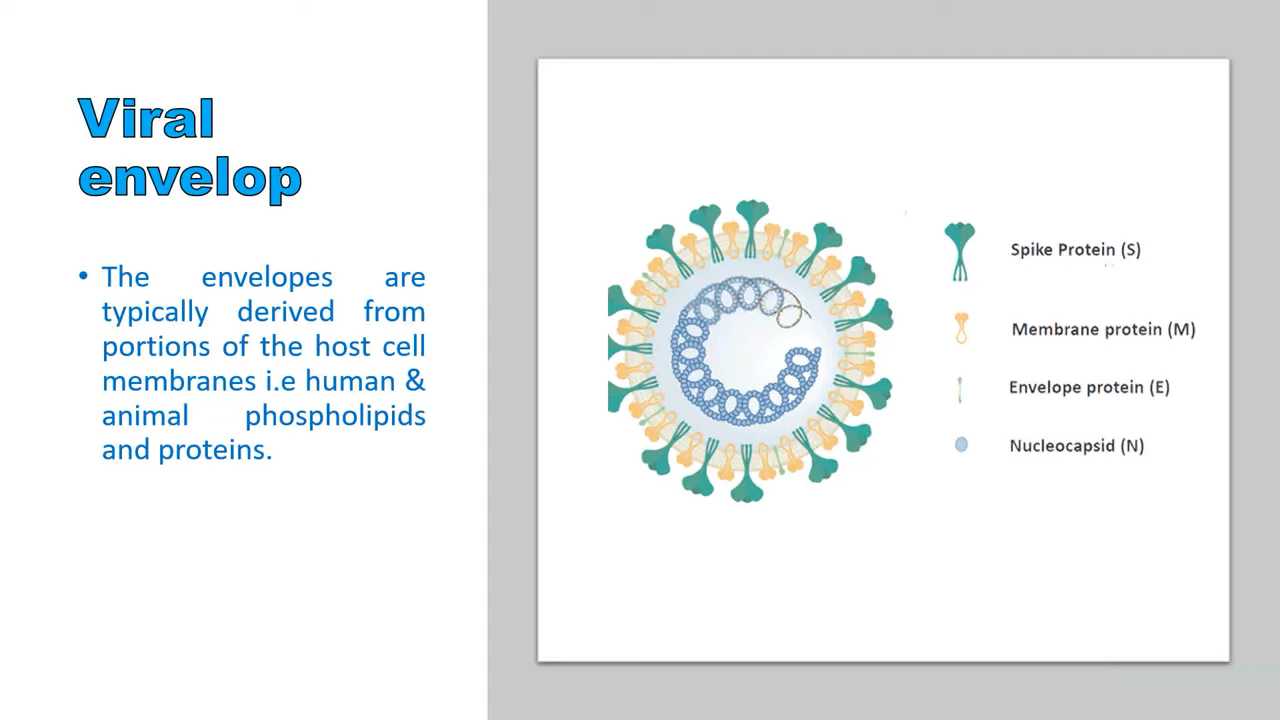 Viral
envelop
• The envelopes are
typically derived from
portions of the host cell
membranes i.e human &
animal phospholipids
and proteins.
Spike Protein (S)
Membrane protein (M)
Envelope protein (E)
Nucleocapsid (N)